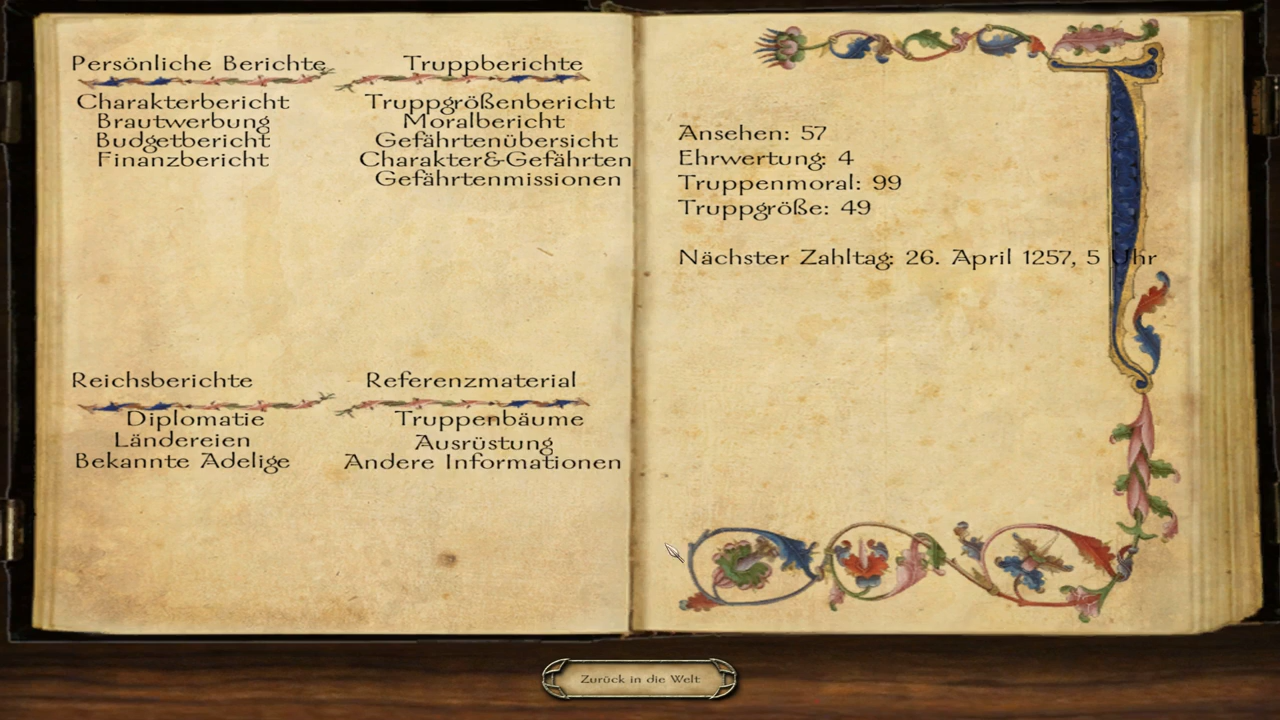 Persönliche Berichte
Charakterbericht
Brautwerbung
Budgetbericht
Finanzbericht
Truppberichte
Truppgrößenbericht
Moralbericht
Gefährtenübersicht
Charakter&Gefährten
Gefährtenmissionen
Reichsberichte
Diplomatie
Ländereien
Bekannte Adelige
Referenzmaterial
Truppenbäume
Ausrüstung
Andere Informationen
Ansehen: 57
Ehrwertung: 4
Truppenmoral: 99
Truppgröße: 49
Nächster Zahltag: 26. April 1257, 5 Uhr
Zurück in die Welt